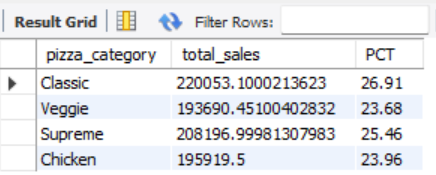 Result Grid Filter Rows:
pizza_category total_sales PCT
Classic 220053.1000213623 26.91
Veggie 193690.45100402832 23.68
Supreme 208196.99981307983 25.46
Chicken 195919.5 23.96